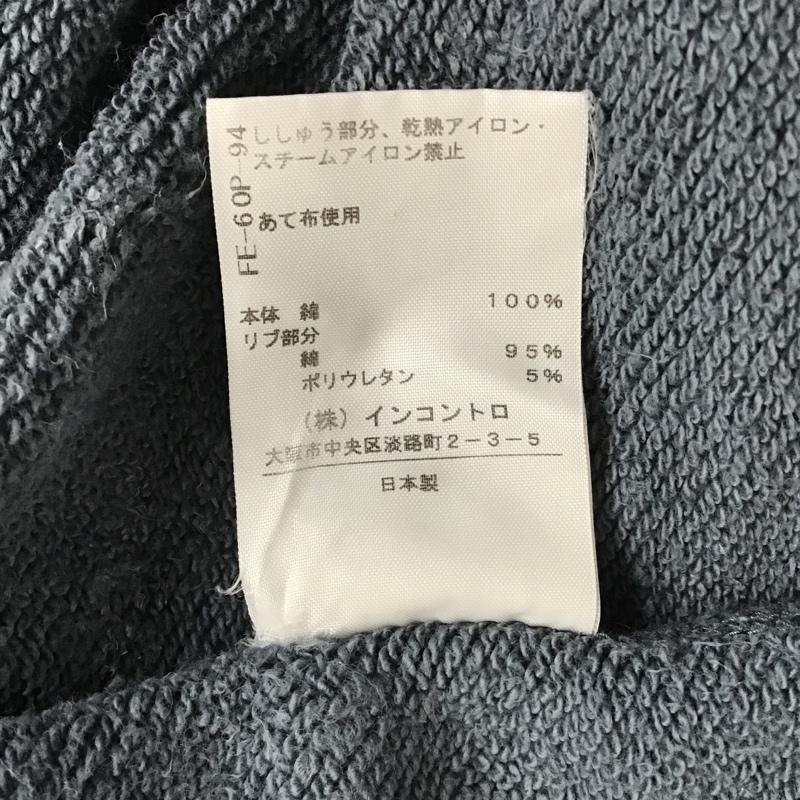 FE-60P 94
ししゅう部分、乾熱アイロン・
スチームアイロン禁止
あて布使用
本体 綿 100%
リブ部分
綿 95%
ポリウレタン 5%
(株) インコントロ
大阪市中央区淡路町2-3-5
日本製